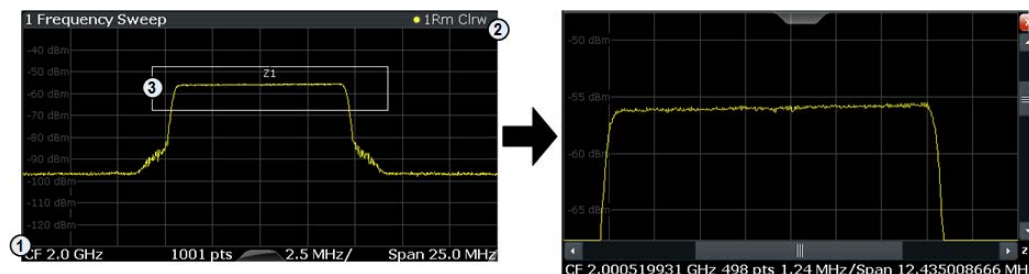 1 Frequency Sweep
1Rm Clrw
2
-40 dBm
-50 dBm
Z1
3
-60 dBm
-70 dBm
-80 dBm
-90 dBm
-100 dBm
-110 dBm
-120 dBm
1
CF 2.0 GHz 1001 pts 2.5 MHz/ Span 25.0 MHz
-50 dBm
-55 dBm
-60 dBm
-65 dBm
CF 2.000519931 GHz 498 pts 1.24 MHz/Span 12.435008666 MH